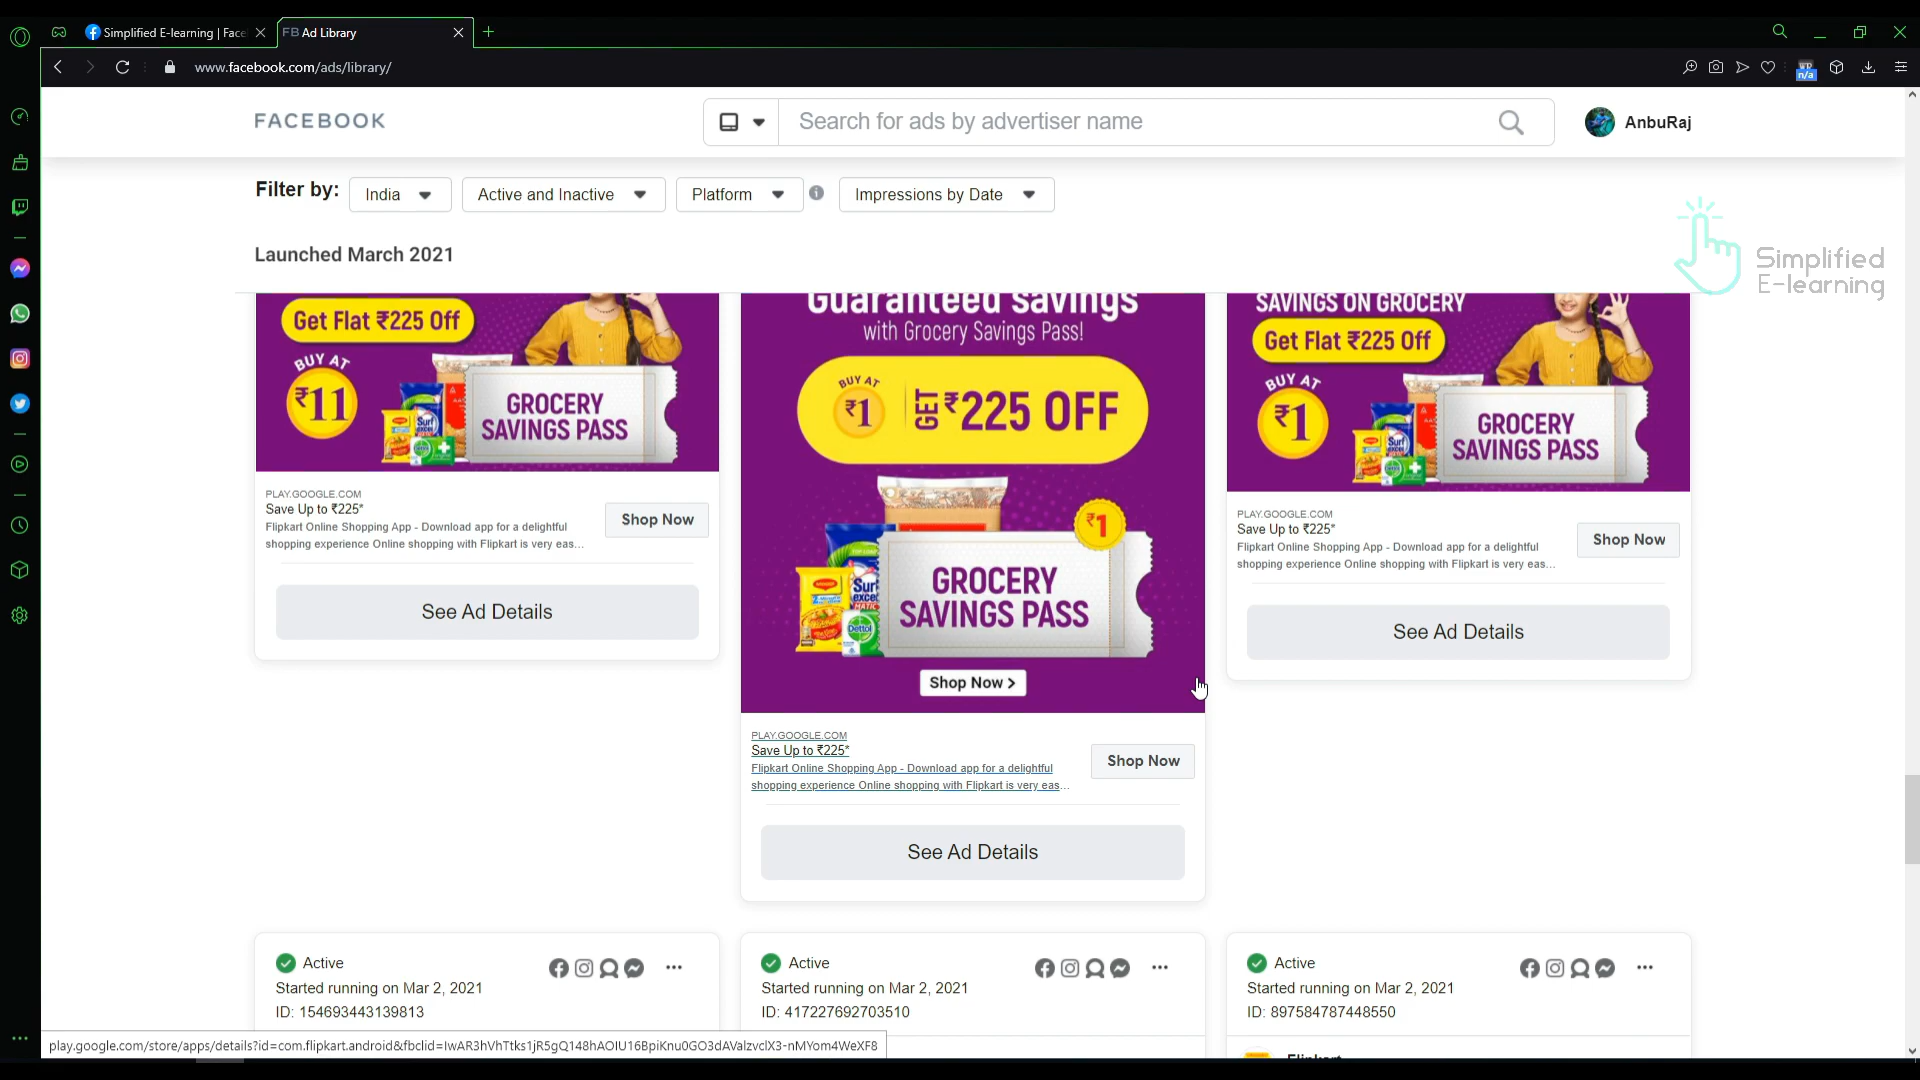 Simplified E-learning | Face
FB Ad Library
www.facebook.com/ads/library/
n/a
FACEBOOK
Search for ads by advertiser name
AnbuRaj
Filter by:
India
Active and Inactive
Platform
Impressions by Date
Launched March 2021
Simplified
E-learning
Get Flat ₹225 Off
BUY AT
₹11
GROCERY
SAVINGS PASS
PLAY.GOOGLE.COM
Save Up to ₹225*
Flipkart Online Shopping App - Download app for a delightful
shopping experience Online shopping with Flipkart is very eas...
Shop Now
See Ad Details
Guaranteed savings
with Grocery Savings Pass!
BUY AT
₹1
GET ₹225 OFF
₹1
Surf
excel
MATIC
Dettol
GROCERY
SAVINGS PASS
Shop Now >
PLAY.GOOGLE.COM
Save Up to ₹225*
Flipkart Online Shopping App - Download app for a delightful
shopping experience Online shopping with Flipkart is very eas...
Shop Now
See Ad Details
SAVINGS ON GROCERY
Get Flat ₹225 Off
BUY AT
₹1
GROCERY
SAVINGS PASS
PLAY.GOOGLE.COM
Save Up to ₹225*
Flipkart Online Shopping App - Download app for a delightful
shopping experience Online shopping with Flipkart is very eas...
Shop Now
See Ad Details
Active
Started running on Mar 2, 2021
ID: 154693443139813
Active
Started running on Mar 2, 2021
ID: 417227692703510
Active
Started running on Mar 2, 2021
ID: 897584787448550
Flipkart
play.google.com/store/apps/details?id=com.flipkart.android&fbclid=IwAR3hVhTtks1jR5gQ148hAOIU16BpiKnu0GO3dAValzvclX3-nMYom4WeXF8